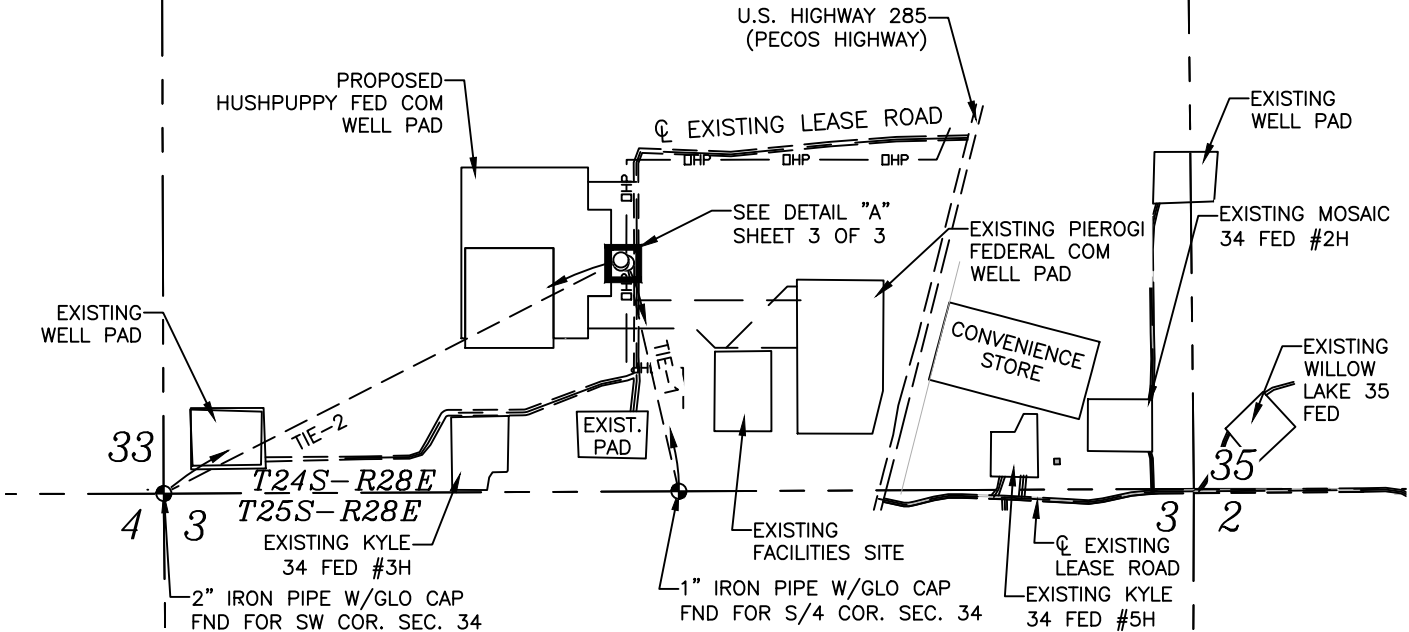 U.S. HIGHWAY 285
(PECOS HIGHWAY)
PROPOSED
HUSHPUPPY FED COM
WELL PAD
℄ EXISTING LEASE ROAD
OHP OHP OHP
OHP
EXISTING
WELL PAD
SEE DETAIL "A"
SHEET 3 OF 3
EXISTING PIEROGI
FEDERAL COM
WELL PAD
EXISTING MOSAIC
34 FED #2H
OHP
EXISTING
WELL PAD
CONVENIENCE
STORE
TIE-1
EXISTING
WILLOW
LAKE 35
FED
TIE-2
EXIST.
PAD
33
35
T24S-R28E
T25S-R28E
4 3
3 2
EXISTING KYLE
34 FED #3H
EXISTING
FACILITIES SITE
℄ EXISTING
LEASE ROAD
2" IRON PIPE W/GLO CAP
FND FOR SW COR. SEC. 34
1" IRON PIPE W/GLO CAP
FND FOR S/4 COR. SEC. 34
EXISTING KYLE
34 FED #5H